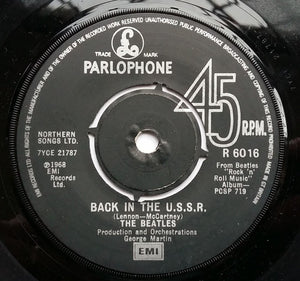 TRADE MARK
PARLOPHONE
45
R.P.M.
NORTHERN
SONGS LTD.
7YCE 21787
℗1968
EMI
Records
Ltd.
R 6016
From Beatles
"Rock 'n'
Roll Music"
Album—
PCSP 719
BACK IN THE U.S.S.R.
(Lennon—McCartney)
THE BEATLES
Production and Orchestrations
George Martin
EMI